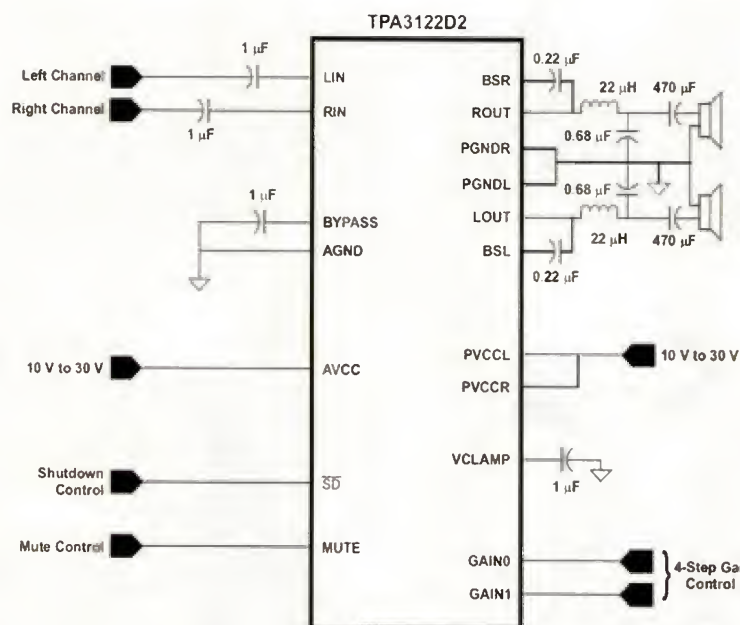 TPA3122D2
1 µF
Left Channel
LIN
Right Channel
RIN
1 µF
1 µF
BYPASS
AGND
10 V to 30 V
AVCC
Shutdown
Control
SD
Mute Control
MUTE
0.22 µF
BSR
22 µH
470 µF
ROUT
0.68 µF
PGNDR
PGNDL
0.68 µF
LOUT
22 µH
470 µF
BSL
0.22 µF
PVCCL
10 V to 30 V
PVCCR
VCLAMP
1 µF
GAIN0
4-Step Ga
Control
GAIN1